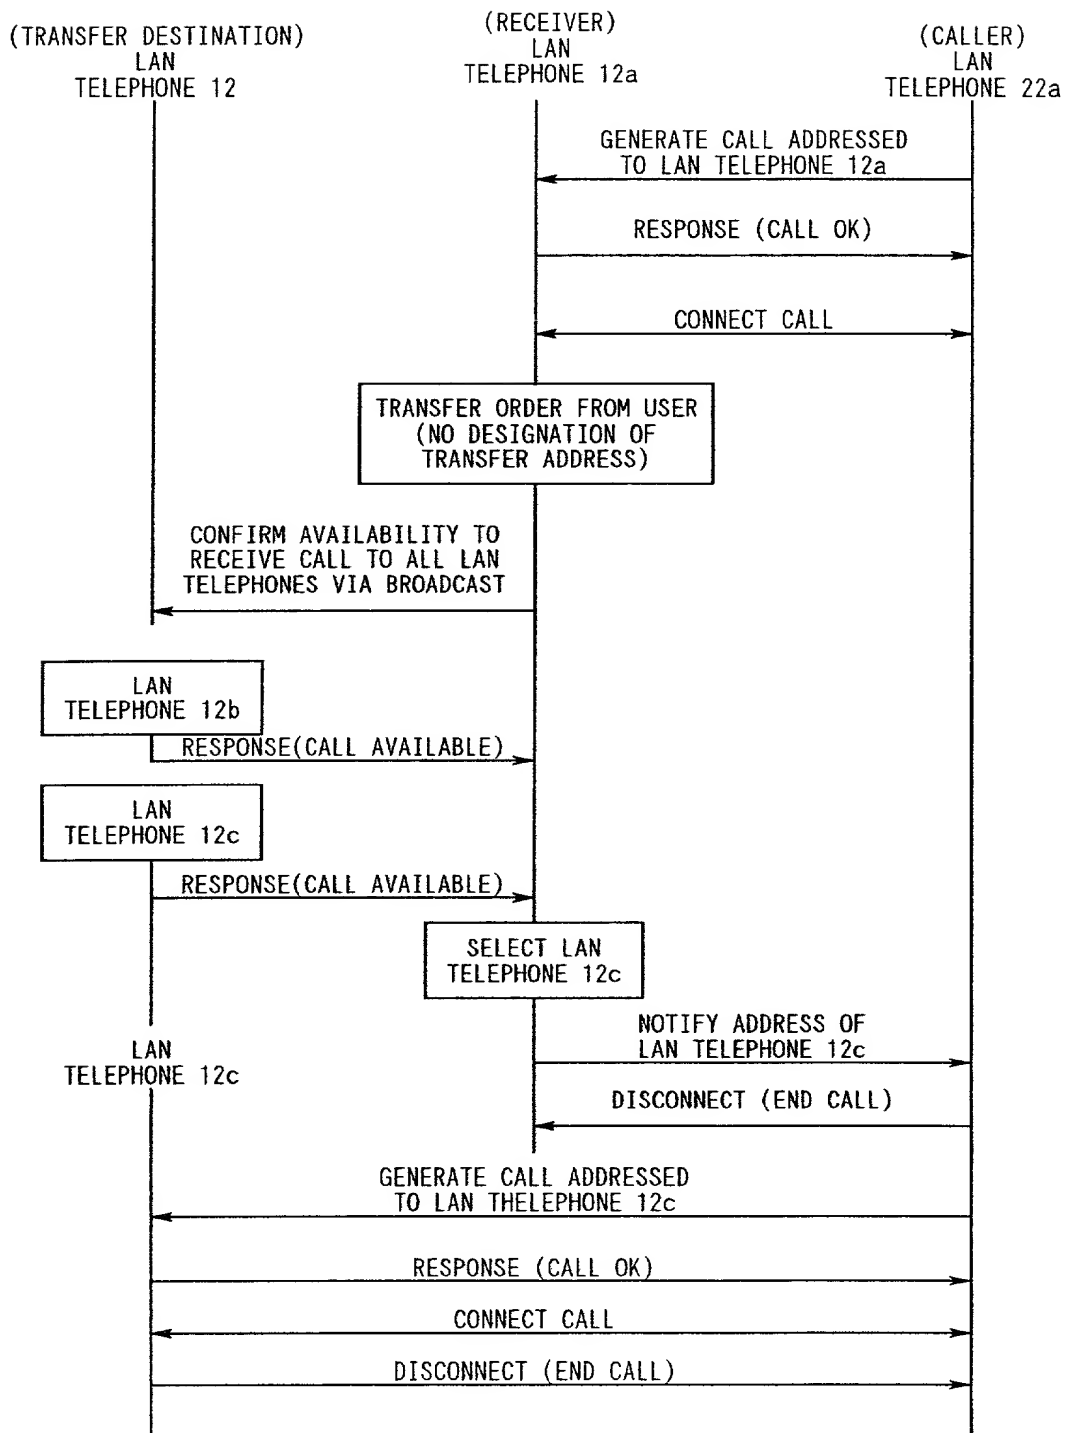 (TRANSFER DESTINATION)
LAN
TELEPHONE 12
(RECEIVER)
LAN
TELEPHONE 12a
(CALLER)
LAN
TELEPHONE 22a
GENERATE CALL ADDRESSED
TO LAN TELEPHONE 12a
RESPONSE (CALL OK)
CONNECT CALL
TRANSFER ORDER FROM USER
(NO DESIGNATION OF
TRANSFER ADDRESS)
CONFIRM AVAILABILITY TO
RECEIVE CALL TO ALL LAN
TELEPHONES VIA BROADCAST
LAN
TELEPHONE 12b
RESPONSE(CALL AVAILABLE)
LAN
TELEPHONE 12c
RESPONSE(CALL AVAILABLE)
SELECT LAN
TELEPHONE 12c
NOTIFY ADDRESS OF
LAN TELEPHONE 12c
LAN
TELEPHONE 12c
DISCONNECT (END CALL)
GENERATE CALL ADDRESSED
TO LAN THELEPHONE 12c
RESPONSE (CALL OK)
CONNECT CALL
DISCONNECT (END CALL)